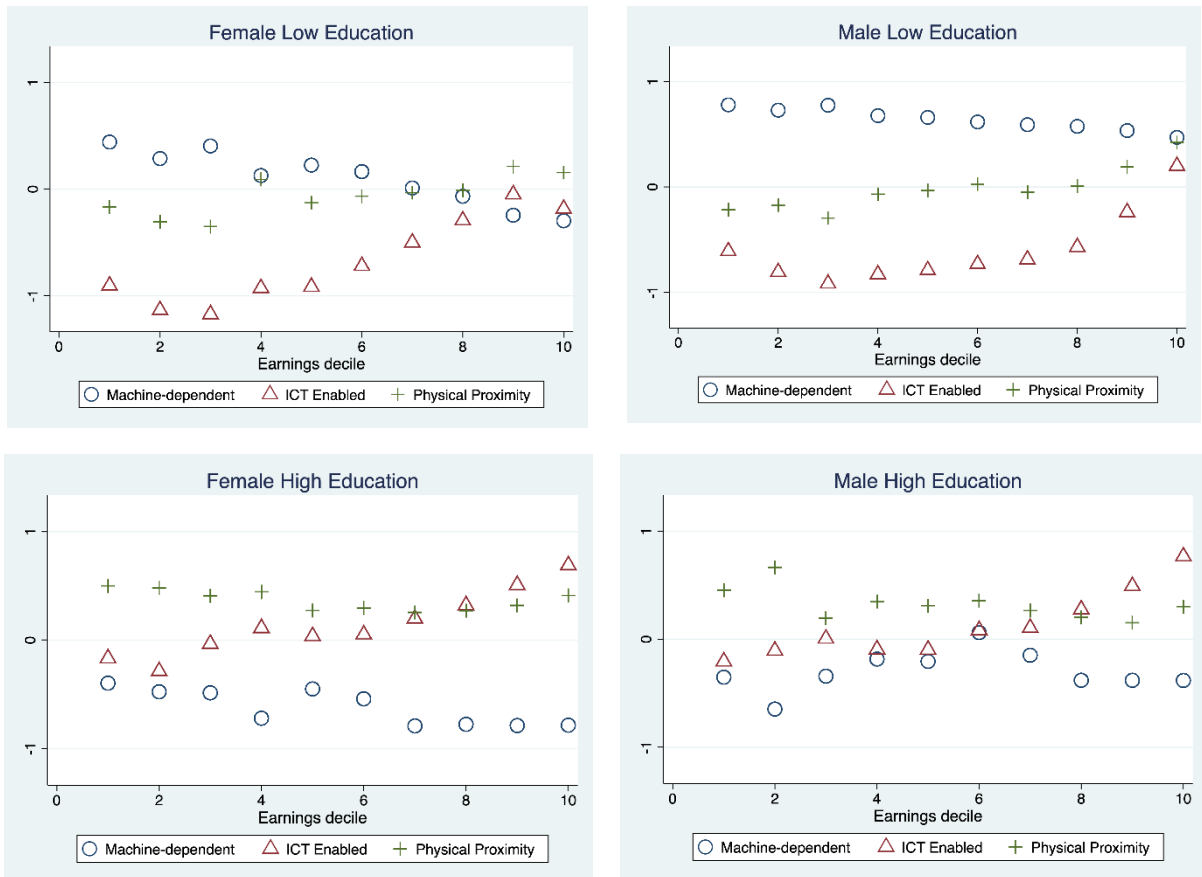 Female Low Education
1
0
-1
0 2 4 6 8 10
Earnings decile
Machine-dependent ICT Enabled Physical Proximity
Male Low Education
1
0
-1
0 2 4 6 8 10
Earnings decile
Machine-dependent ICT Enabled Physical Proximity
Female High Education
1
0
-1
0 2 4 6 8 10
Earnings decile
Machine-dependent ICT Enabled Physical Proximity
Male High Education
1
0
-1
0 2 4 6 8 10
Earnings decile
Machine-dependent ICT Enabled Physical Proximity